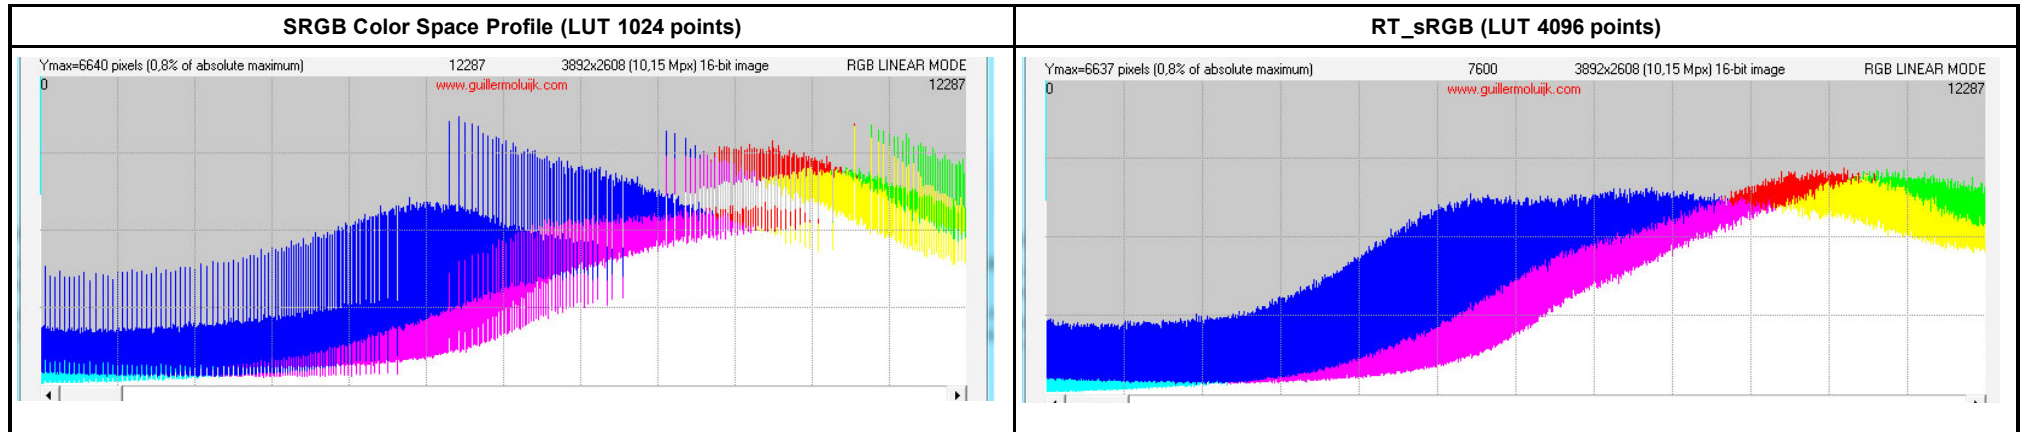 SRGB Color Space Profile (LUT 1024 points)
RT_sRGB (LUT 4096 points)
Ymax=6640 pixels (0,8% of absolute maximum) 12287 3892x2608 (10,15 Mpx) 16-bit image RGB LINEAR MODE
0 www.guillermoluijk.com 12287
Ymax=6637 pixels (0,8% of absolute maximum) 7600 3892x2608 (10,15 Mpx) 16-bit image RGB LINEAR MODE
0 www.guillermoluijk.com 12287